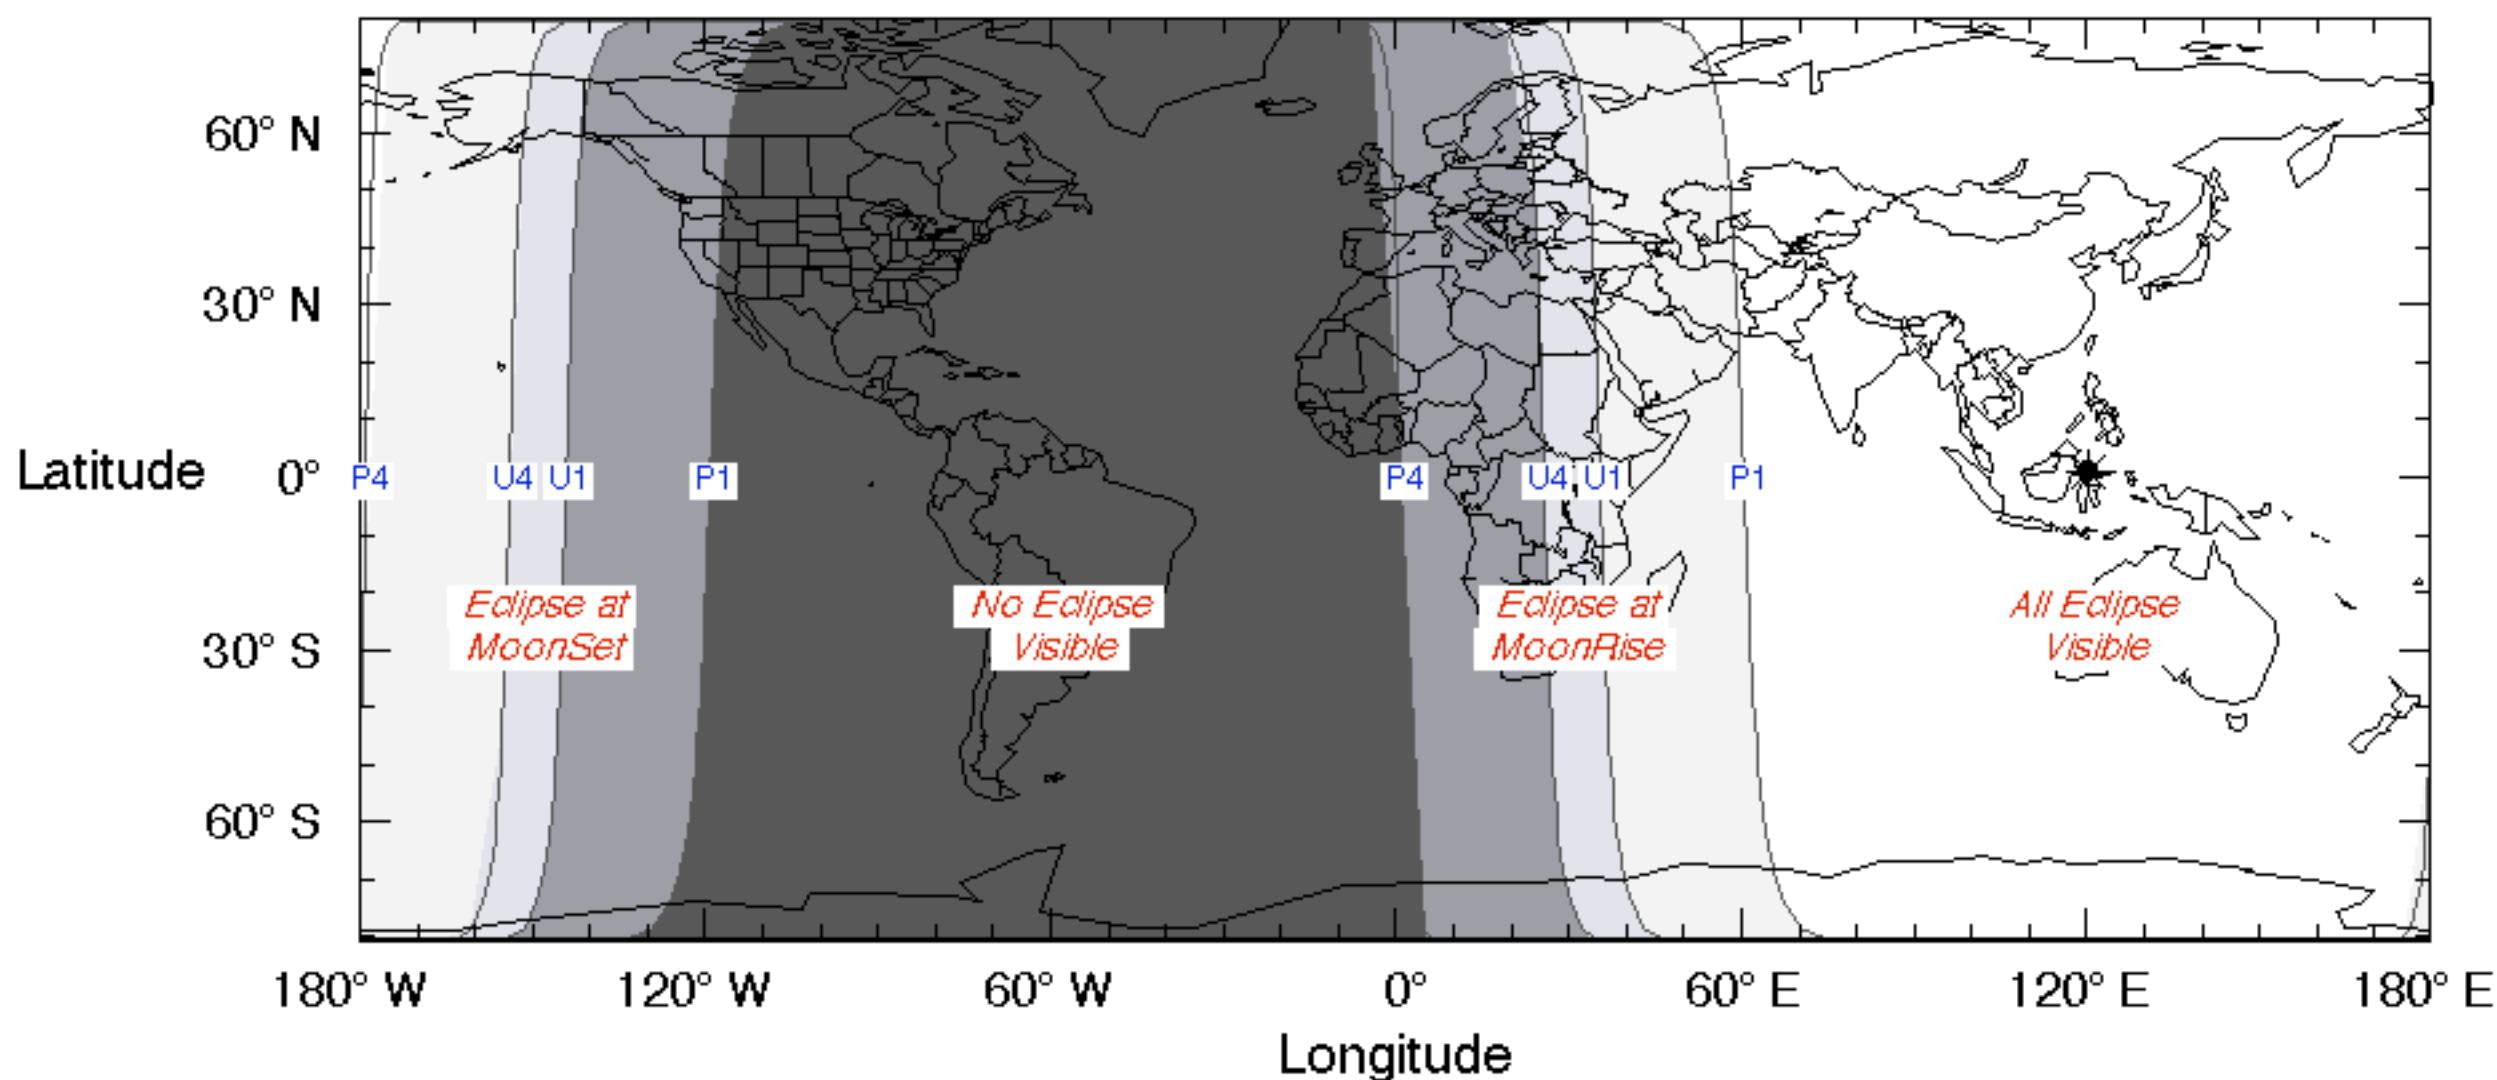 60° N
30° N
Latitude 0°
P4 U4 U1 P1 P4 U4 U1 P1
Eclipse at No Eclipse Eclipse at All Eclipse
MoonSet Visible MoonRise Visible
30° S
60° S
180° W 120° W 60° W 0° 60° E 120° E 180° E
Longitude